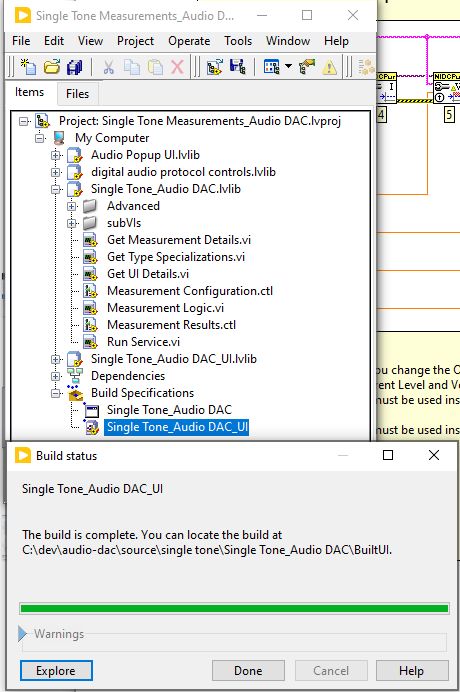 Single Tone Measurements_Audio D...
File Edit View Project Operate Tools Window Help
Items Files
Project: Single Tone Measurements_Audio DAC.lvproj
My Computer
Audio Popup UI.lvlib
digital audio protocol controls.lvlib
Single Tone_Audio DAC.lvlib
Advanced
subVIs
Get Measurement Details.vi
Get Type Specializations.vi
Get UI Details.vi
Measurement Configuration.ctl
Measurement Logic.vi
Measurement Results.ctl
Run Service.vi
Single Tone_Audio DAC_UI.lvlib
Dependencies
Build Specifications
Single Tone_Audio DAC
Single Tone_Audio DAC_UI
4
5
ou change the O
rent Level and Vo
must be used ins
must be used ins
Build status
Single Tone_Audio DAC_UI
The build is complete. You can locate the build at
C:\dev\audio-dac\source\single tone\Single Tone_Audio DAC\BuiltUI.
Warnings
Explore Done Cancel Help